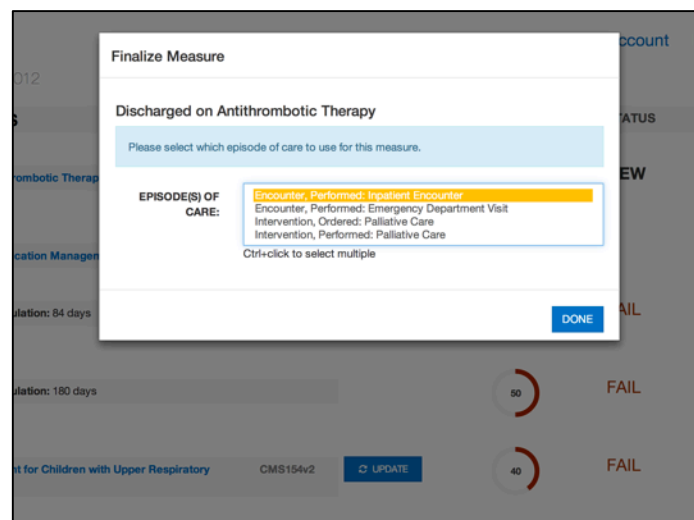 Finalize Measure
ccount
012
Discharged on Antithrombotic Therapy
S
ATUS
Please select which episode of care to use for this measure.
rombotic Therap
EW
EPISODE(S) OF
CARE:
Encounter, Performed: Inpatient Encounter
Encounter, Performed: Emergency Department Visit
Intervention, Ordered: Palliative Care
Intervention, Performed: Palliative Care
Ctrl+click to select multiple
cation Managem
ulation: 84 days
DONE
AIL
ulation: 180 days
50
FAIL
nt for Children with Upper Respiratory
CMS154v2
UPDATE
40
FAIL